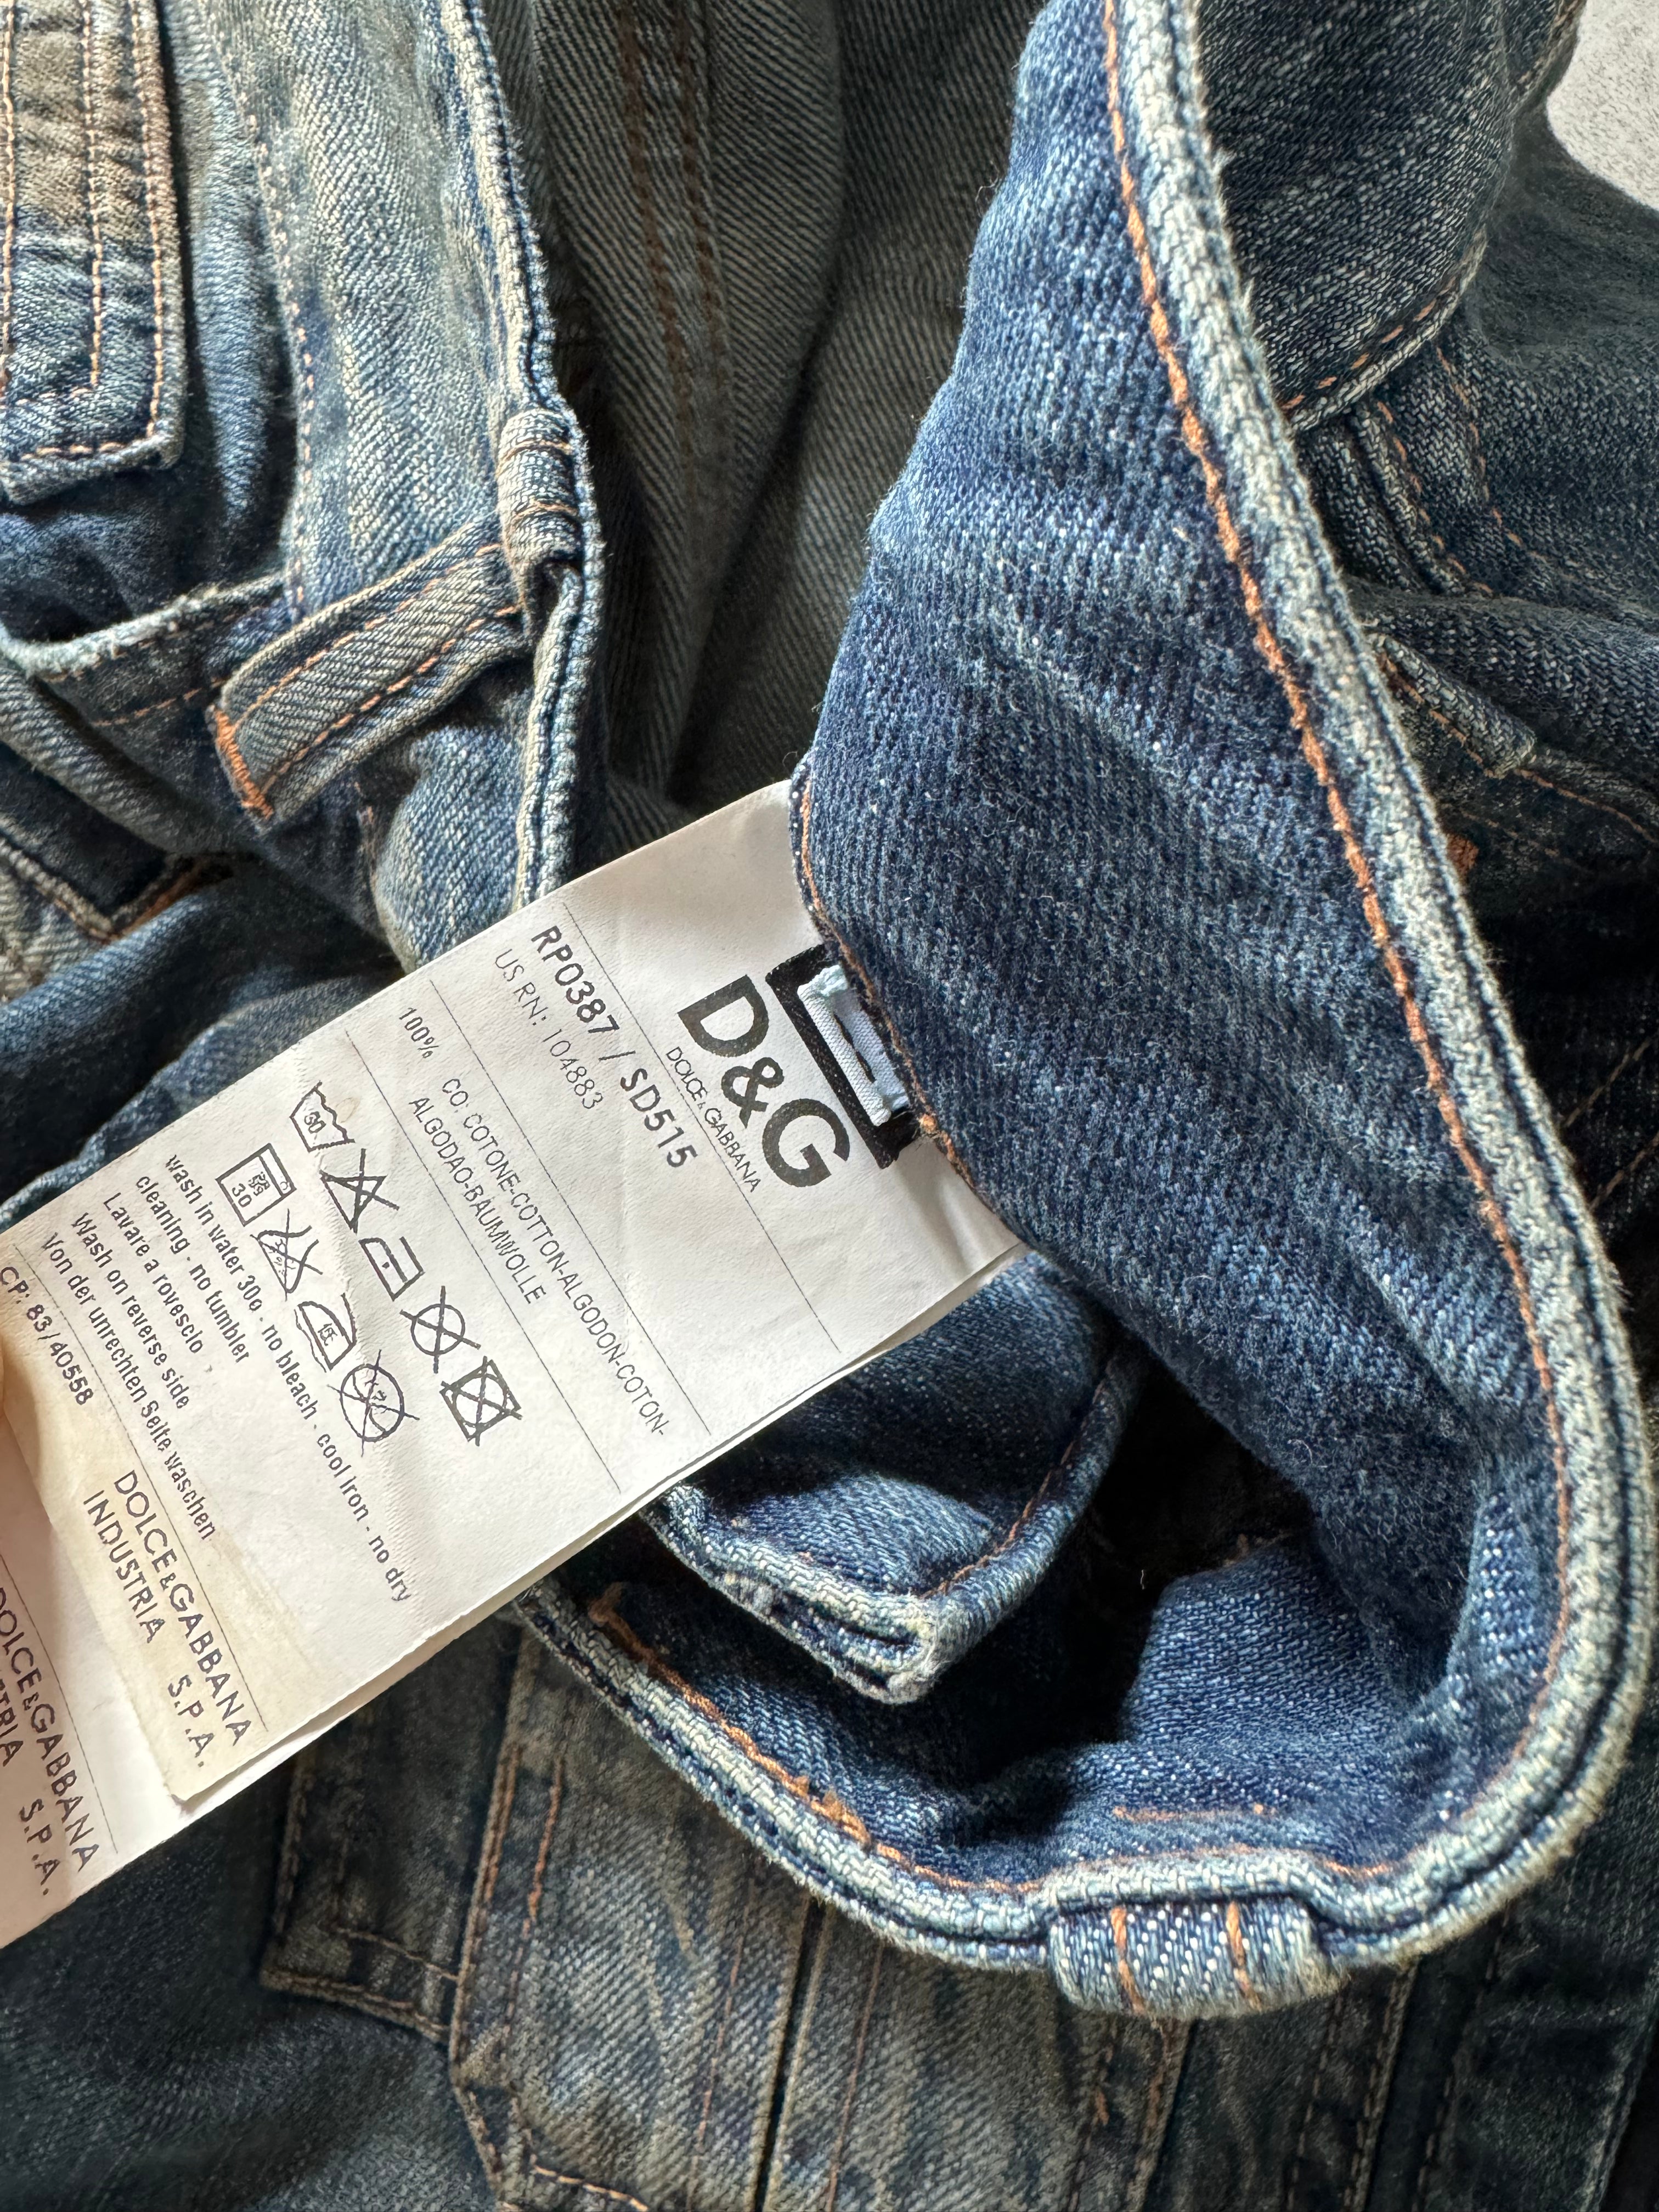 D&G
DOLCE & GABBANA
RP0387 / SD515
US RN: 104883
100% CO: COTONE-COTTON-ALGODON-COTON-
ALGODAO-BAUMWOLLE
30
30
wash in water 30o - no bleach - cool iron - no dry
cleaning - no tumbler
Lavare a rovescio
Wash on reverse side
Von der unrechten Seite waschen
CP: 83/40558
DOLCE & GABBANA
INDUSTRIA S.P.A.
DOLCE & GABBANA
S.P.A.